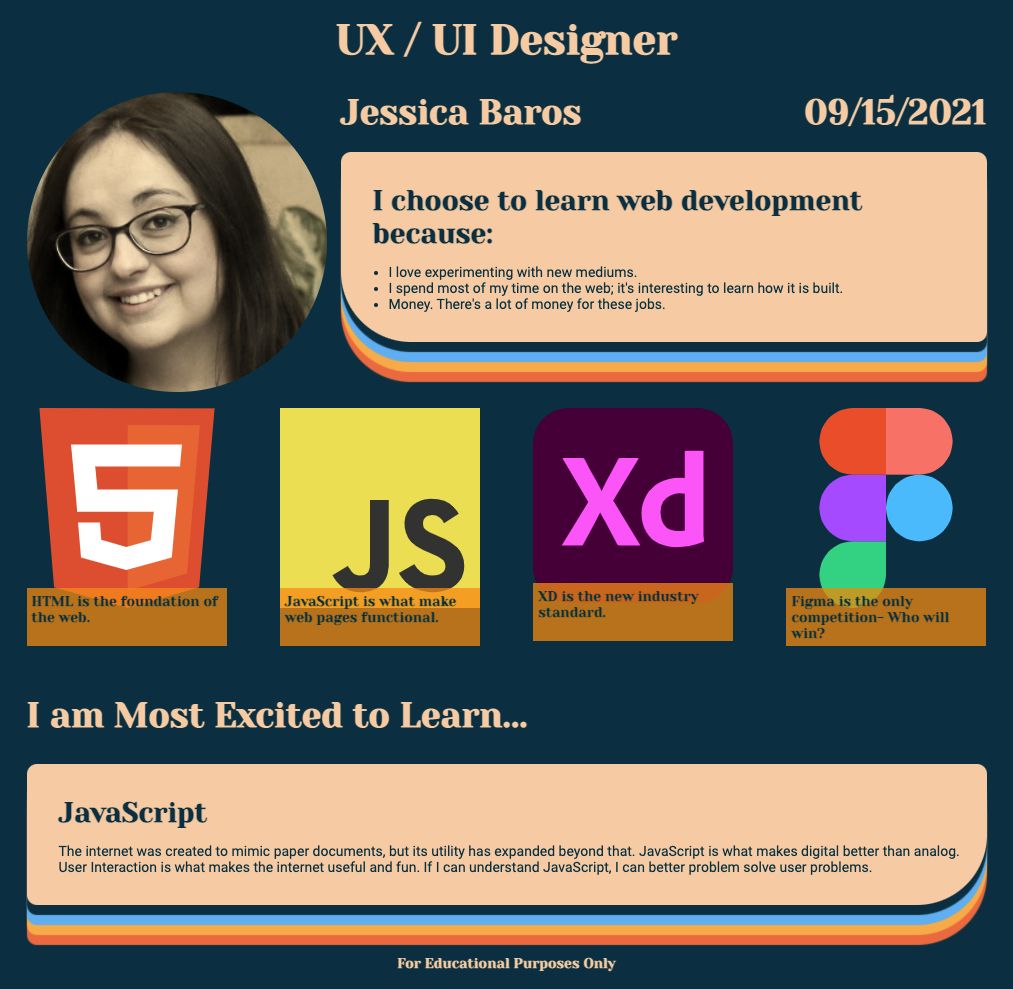 UX / UI Designer
Jessica Baros
09/15/2021
I choose to learn web development
because:
• I love experimenting with new mediums.
• I spend most of my time on the web; it's interesting to learn how it is built.
• Money. There's a lot of money for these jobs.
5
JS
Xd
HTML is the foundation of
the web.
JavaScript is what make
web pages functional.
XD is the new industry
standard.
Figma is the only
competition- Who will
win?
I am Most Excited to Learn...
JavaScript
The internet was created to mimic paper documents, but its utility has expanded beyond that. JavaScript is what makes digital better than analog.
User Interaction is what makes the internet useful and fun. If I can understand JavaScript, I can better problem solve user problems.
For Educational Purposes Only